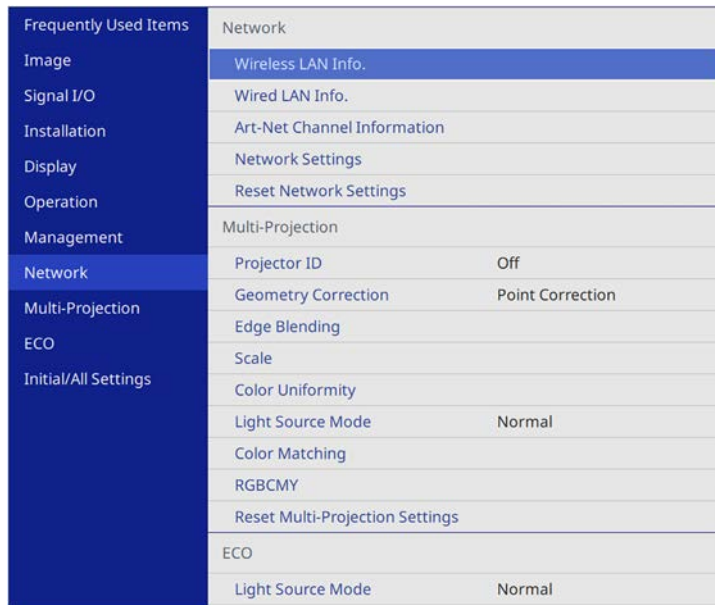 Frequently Used Items
Image
Signal I/O
Installation
Display
Operation
Management
Network
Multi-Projection
ECO
Initial/All Settings
Network
Wireless LAN Info.
Wired LAN Info.
Art-Net Channel Information
Network Settings
Reset Network Settings
Multi-Projection
Projector ID Off
Geometry Correction Point Correction
Edge Blending
Scale
Color Uniformity
Light Source Mode Normal
Color Matching
RGBCMY
Reset Multi-Projection Settings
ECO
Light Source Mode Normal